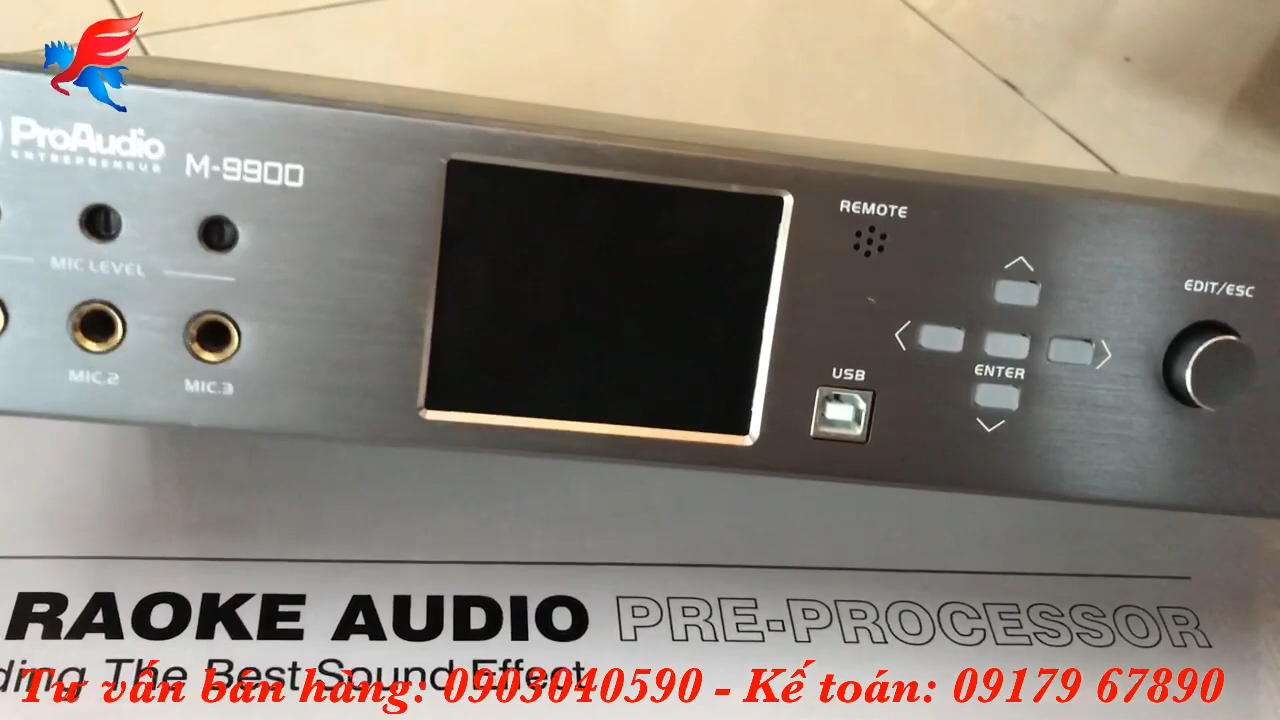 ProAudio
ENTREPRENEUR
M-9900
REMOTE
MIC LEVEL
EDIT/ESC
MIC.2
MIC.3
USB
ENTER
RAOKE AUDIO PRE-PROCESSOR
ding The Best Sound Effect
Tư vấn bán hàng: 0903040590 - Kế toán: 09179 67890